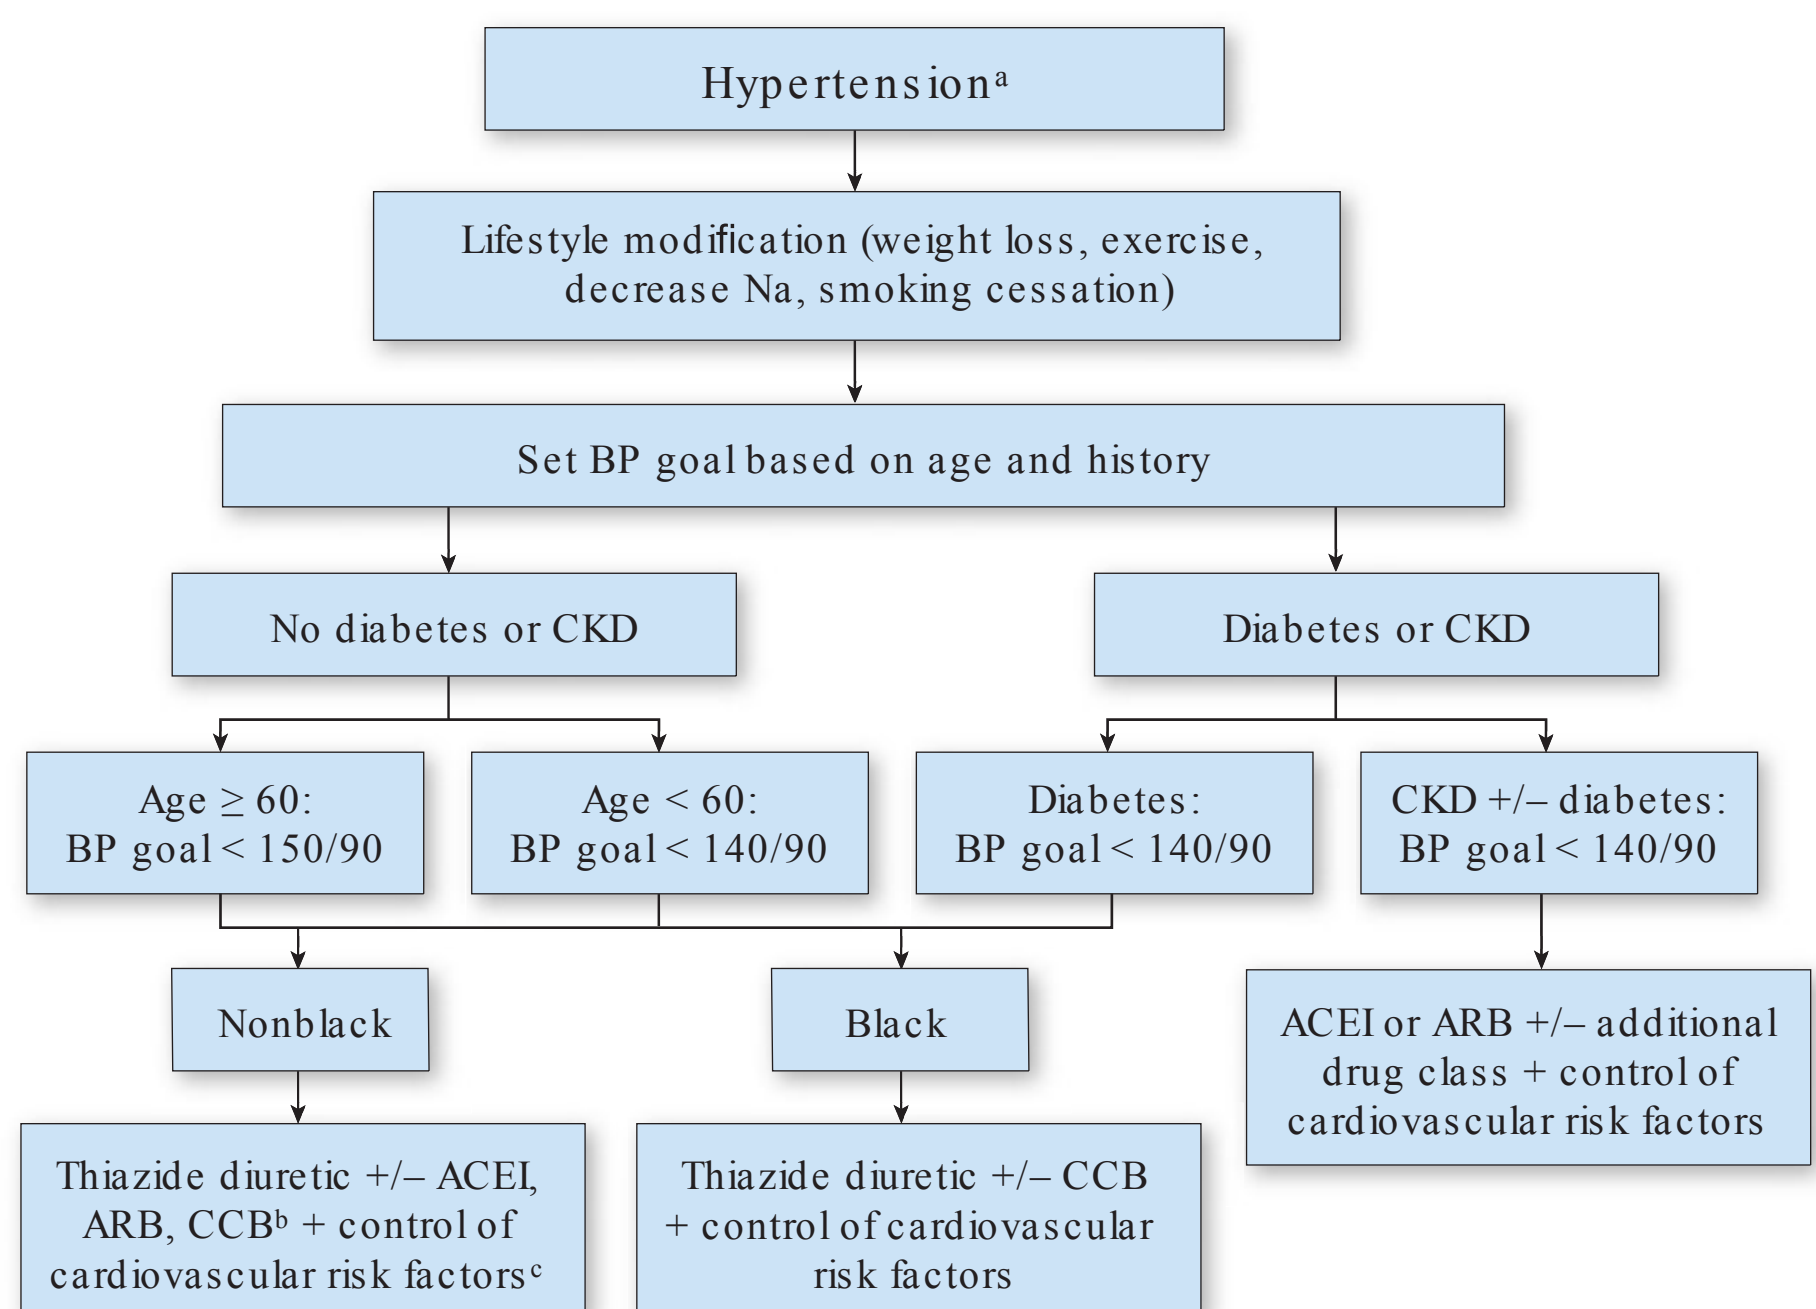 Hypertensionᵃ
Lifestyle modification (weight loss, exercise,
decrease Na, smoking cessation)
Set BP goal based on age and history
No diabetes or CKD
Diabetes or CKD
Age ≥ 60:
BP goal < 150/90
Age < 60:
BP goal < 140/90
Diabetes:
BP goal < 140/90
CKD +/– diabetes:
BP goal < 140/90
Nonblack
Black
ACEI or ARB +/– additional
drug class + control of
cardiovascular risk factors
Thiazide diuretic +/– ACEI,
ARB, CCBᵇ + control of
cardiovascular risk factorsᶜ
Thiazide diuretic +/– CCB
+ control of cardiovascular
risk factors